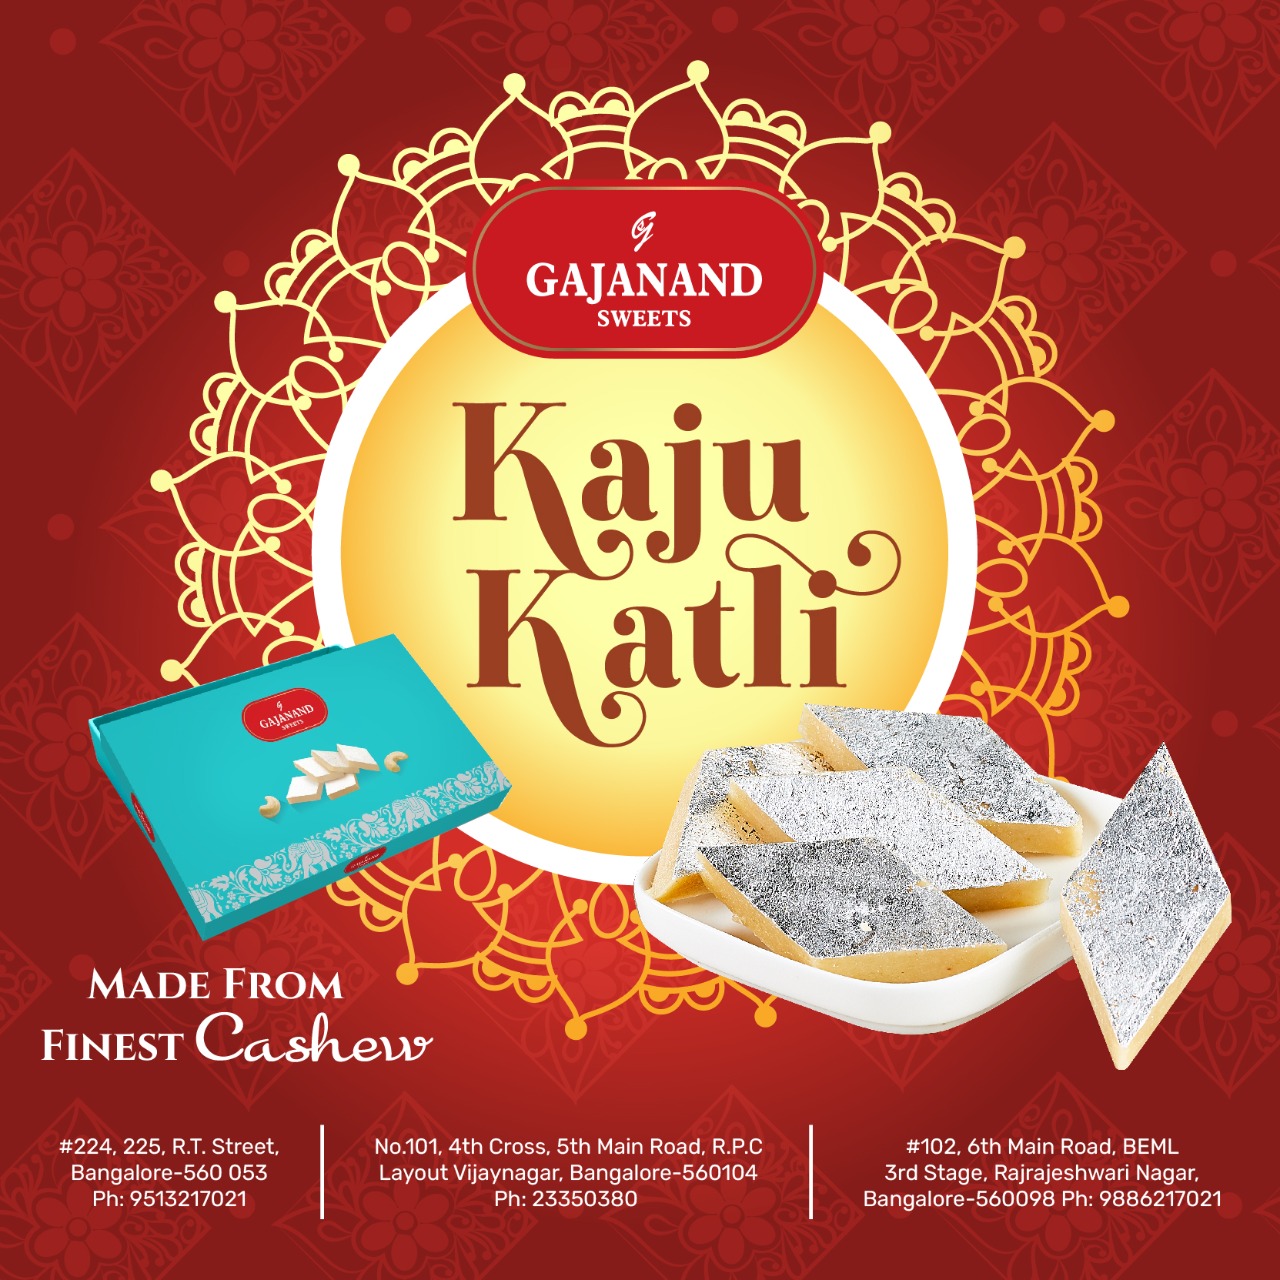 GAJANAND
SWEETS
Kaju
Katli
GAJANAND
SWEETS
MADE FROM
FINEST Cashew
#224, 225, R.T. Street,
Bangalore-560 053
Ph: 9513217021
No.101, 4th Cross, 5th Main Road, R.P.C
Layout Vijaynagar, Bangalore-560104
Ph: 23350380
#102, 6th Main Road, BEML
3rd Stage, Rajrajeshwari Nagar,
Bangalore-560098 Ph: 9886217021